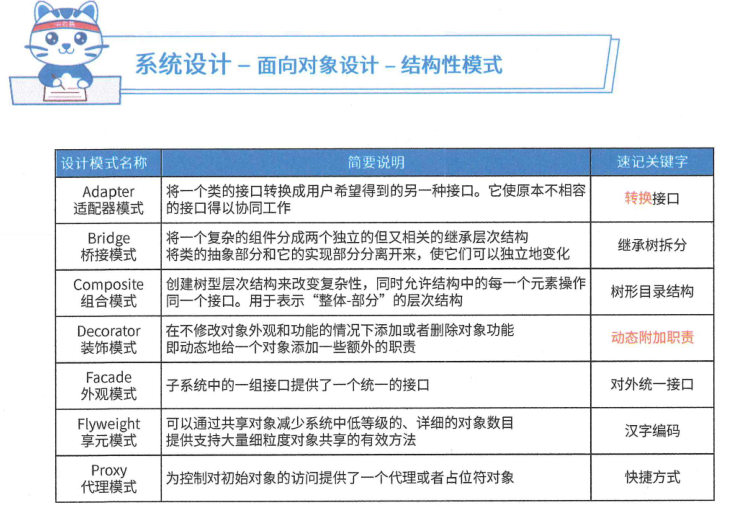 系统设计 – 面向对象设计 – 结构性模式
设计模式名称 简要说明 速记关键字
Adapter
适配器模式
将一个类的接口转换成用户希望得到的另一种接口。它使原本不相容
的接口得以协同工作
转换接口
Bridge
桥接模式
将一个复杂的组件分成两个独立的但又相关的继承层次结构
将类的抽象部分和它的实现部分分离开来，使它们可以独立地变化
继承树拆分
Composite
组合模式
创建树型层次结构来改变复杂性，同时允许结构中的每一个元素操作
同一个接口。用于表示“整体-部分”的层次结构
树形目录结构
Decorator
装饰模式
在不修改对象外观和功能的情况下添加或者删除对象功能
即动态地给一个对象添加一些额外的职责
动态附加职责
Facade
外观模式
子系统中的一组接口提供了一个统一的接口
对外统一接口
Flyweight
享元模式
可以通过共享对象减少系统中低等级的、详细的对象数目
提供支持大量细粒度对象共享的有效方法
汉字编码
Proxy
代理模式
为控制对初始对象的访问提供了一个代理或者占位符对象
快捷方式